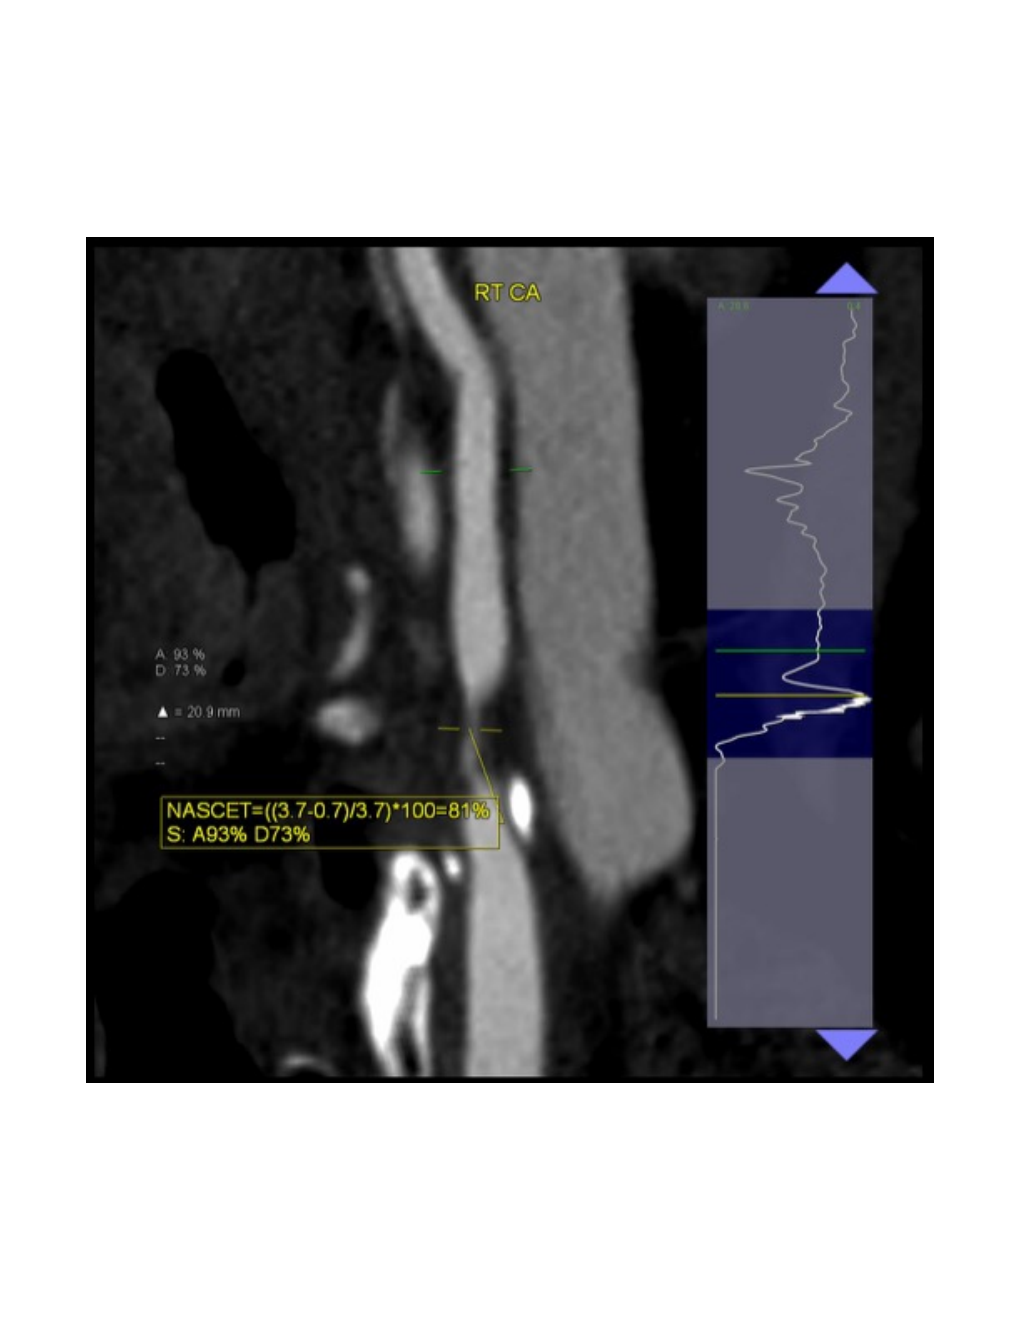 RT CA
A: 93 %
D: 73 %
▲ = 20.9 mm
--
--
NASCET=((3.7-0.7)/3.7)*100=81%
S: A93% D73%